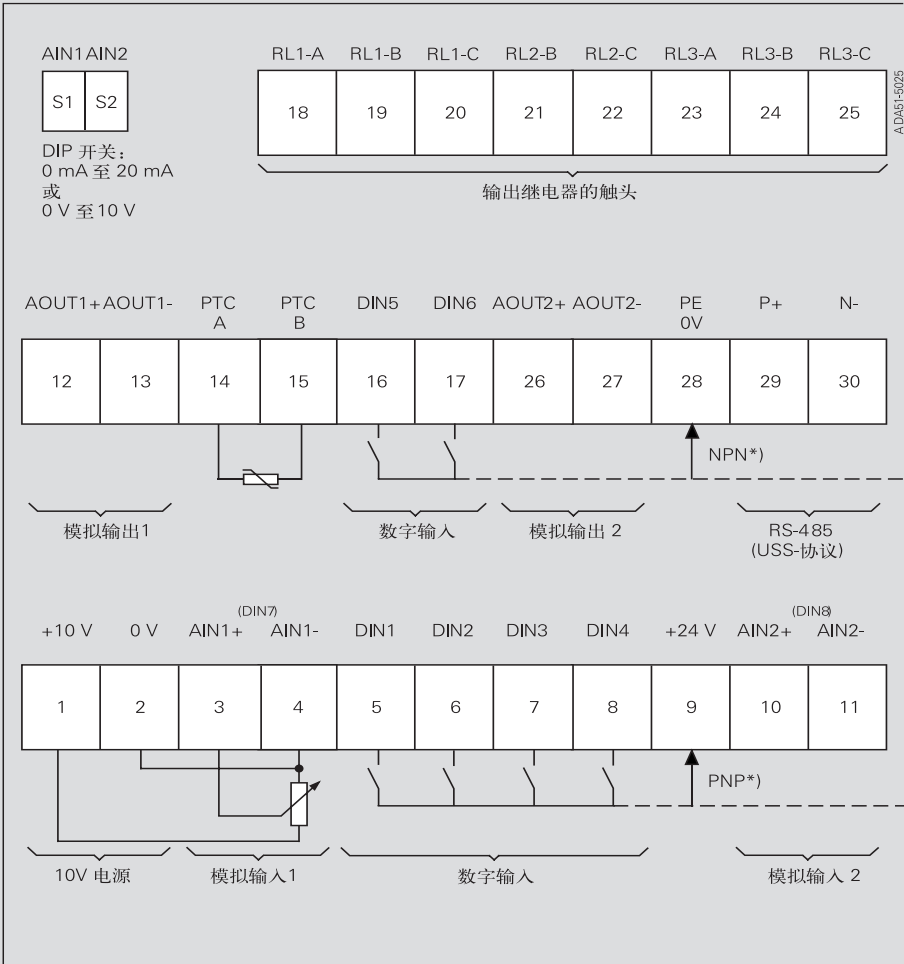 AIN1 AIN2
S1 S2
DIP 开关：
0 mA 至 20 mA
或
0 V 至 10 V
RL1-A RL1-B RL1-C RL2-B RL2-C RL3-A RL3-B RL3-C
18 19 20 21 22 23 24 25
输出继电器的触头
ADA51-5025
AOUT1+ AOUT1- PTC A PTC B DIN5 DIN6 AOUT2+ AOUT2- PE 0V P+ N-
12 13 14 15 16 17 26 27 28 29 30
NPN*)
模拟输出1 数字输入 模拟输出 2 RS-485
(USS-协议)
(DIN7) (DIN8)
+10 V 0 V AIN1+ AIN1- DIN1 DIN2 DIN3 DIN4 +24 V AIN2+ AIN2-
1 2 3 4 5 6 7 8 9 10 11
PNP*)
10V 电源 模拟输入1 数字输入 模拟输入 2